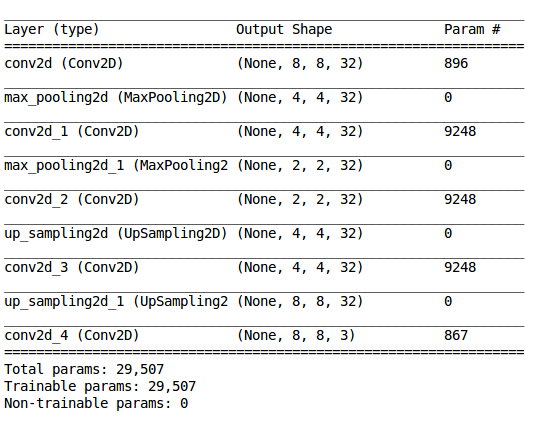 Layer (type) Output Shape Param #
conv2d (Conv2D) (None, 8, 8, 32) 896
max_pooling2d (MaxPooling2D) (None, 4, 4, 32) 0
conv2d_1 (Conv2D) (None, 4, 4, 32) 9248
max_pooling2d_1 (MaxPooling2 (None, 2, 2, 32) 0
conv2d_2 (Conv2D) (None, 2, 2, 32) 9248
up_sampling2d (UpSampling2D) (None, 4, 4, 32) 0
conv2d_3 (Conv2D) (None, 4, 4, 32) 9248
up_sampling2d_1 (UpSampling2 (None, 8, 8, 32) 0
conv2d_4 (Conv2D) (None, 8, 8, 3) 867
Total params: 29,507
Trainable params: 29,507
Non-trainable params: 0